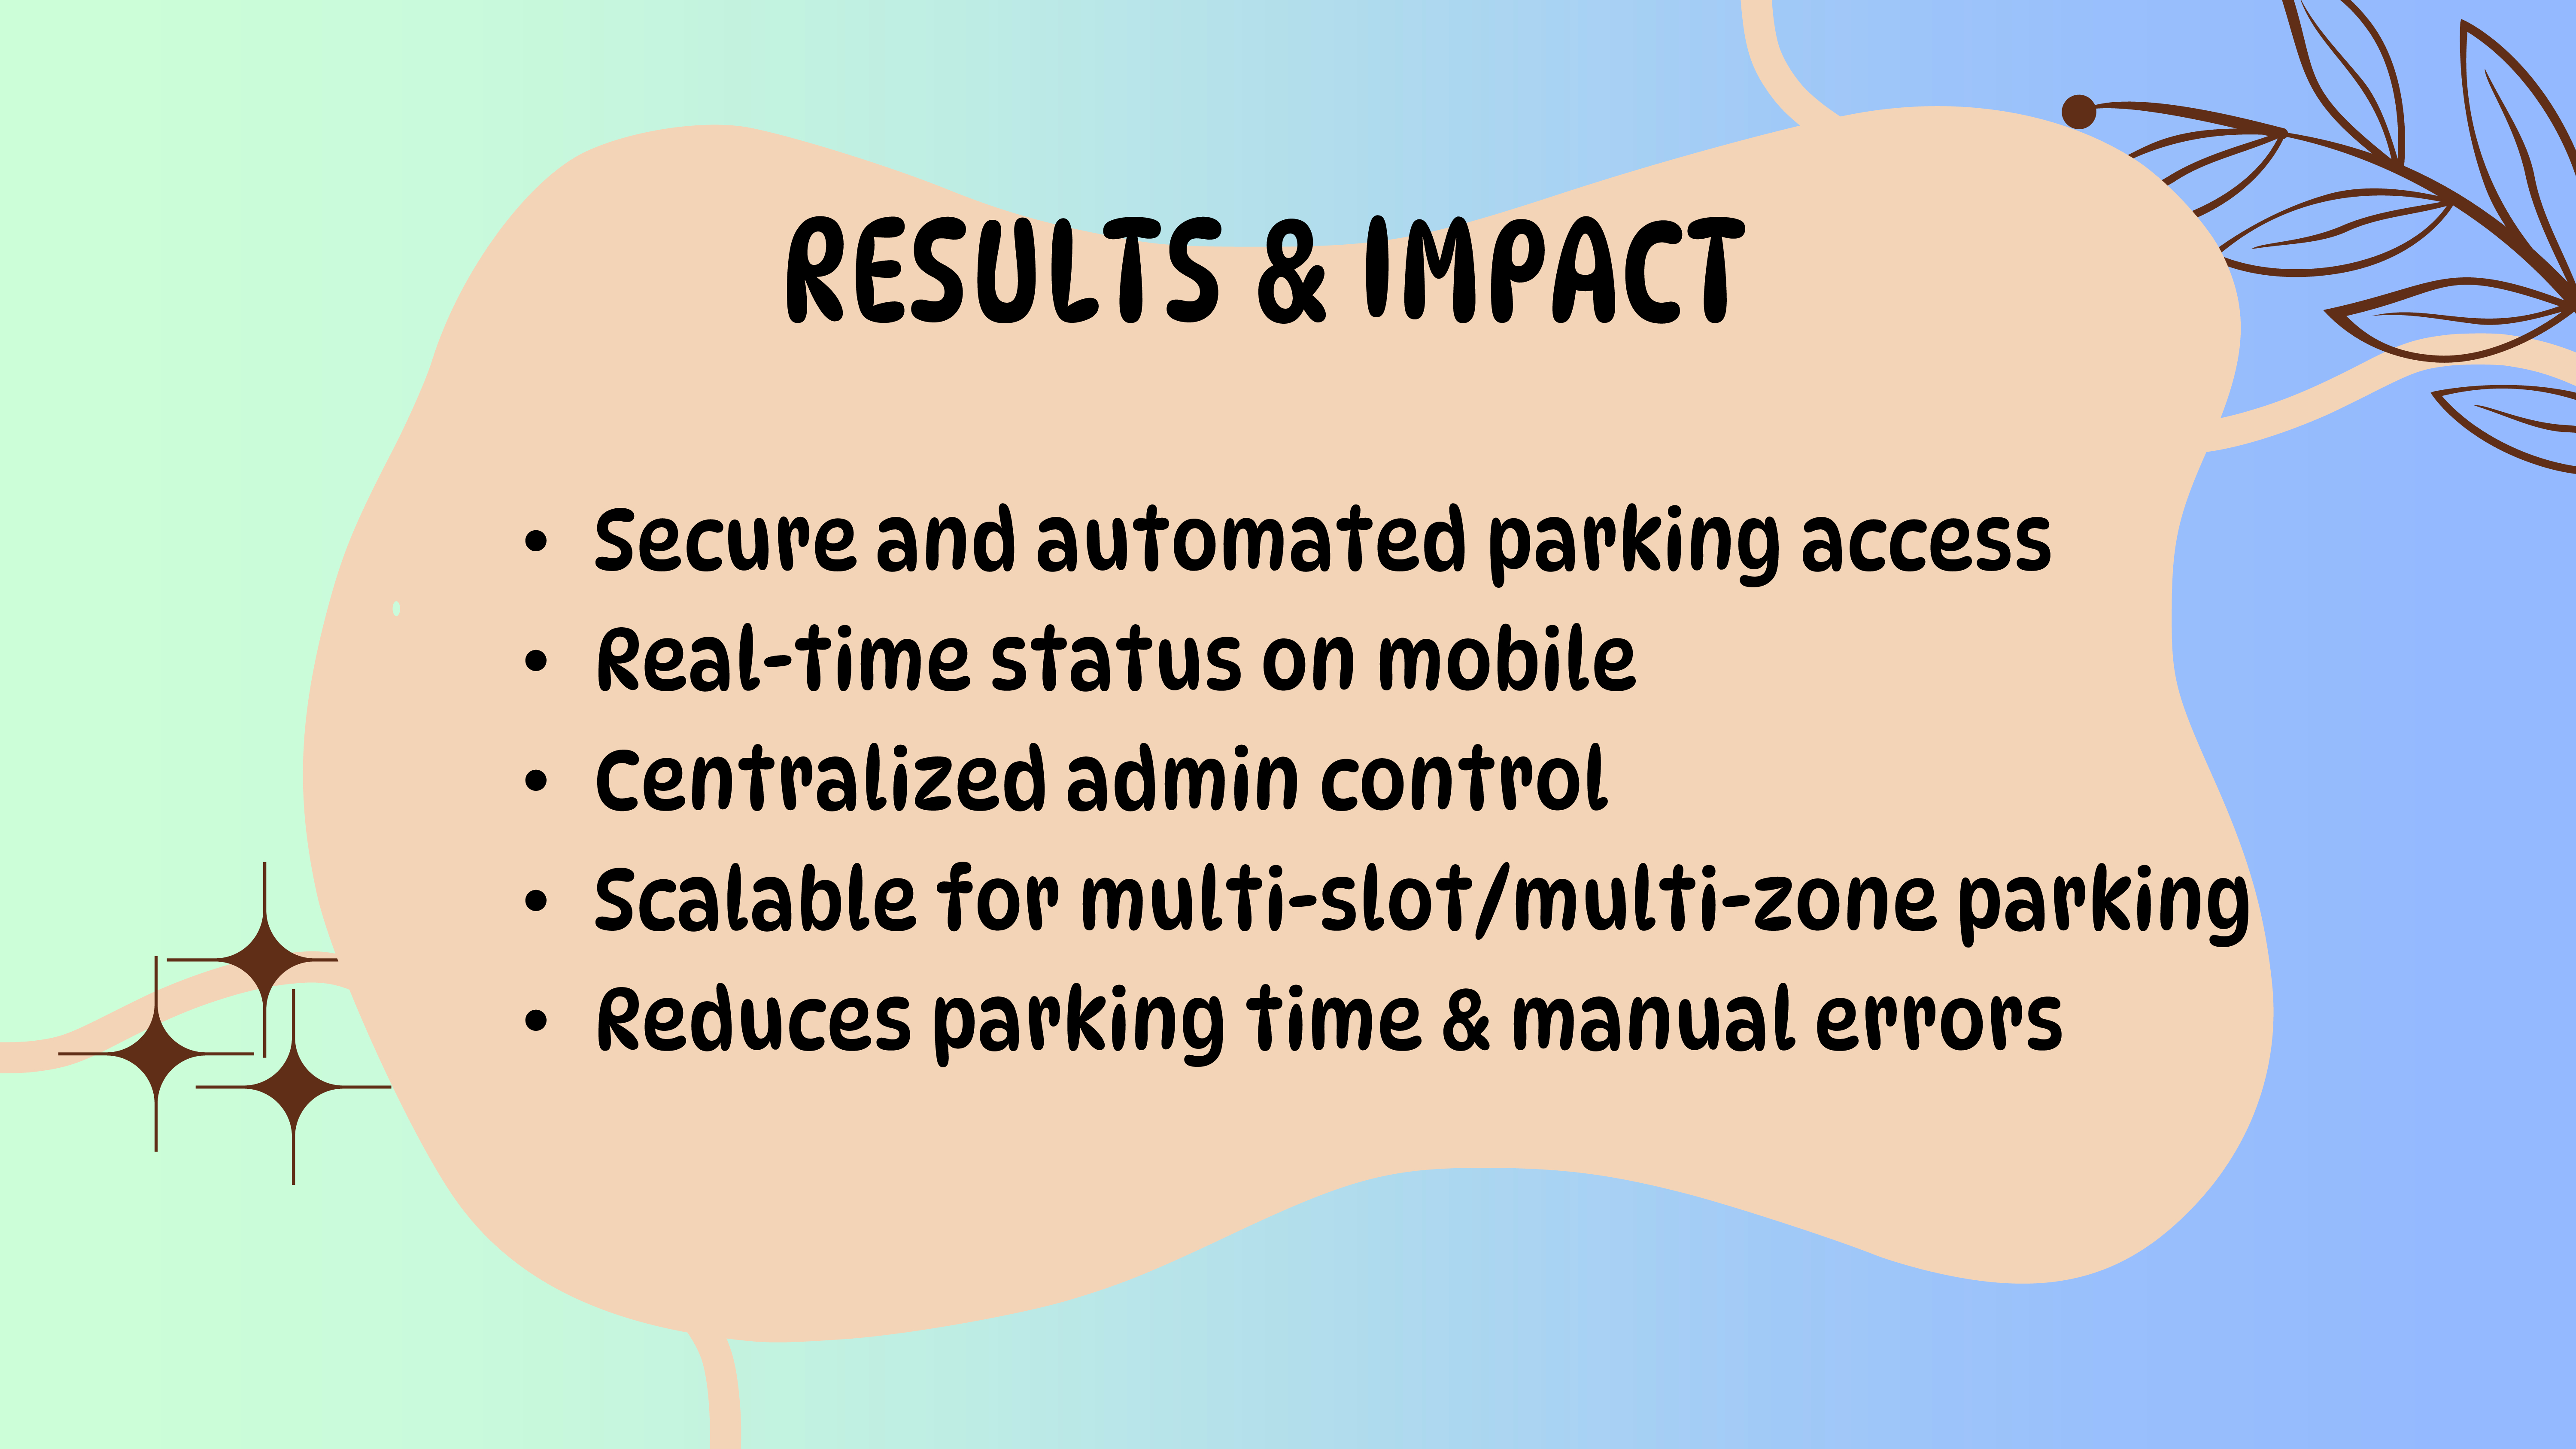 RESULTS & IMPACT
• Secure and automated parking access
• Real-time status on mobile
• Centralized admin control
• Scalable for multi-slot/multi-zone parking
• Reduces parking time & manual errors